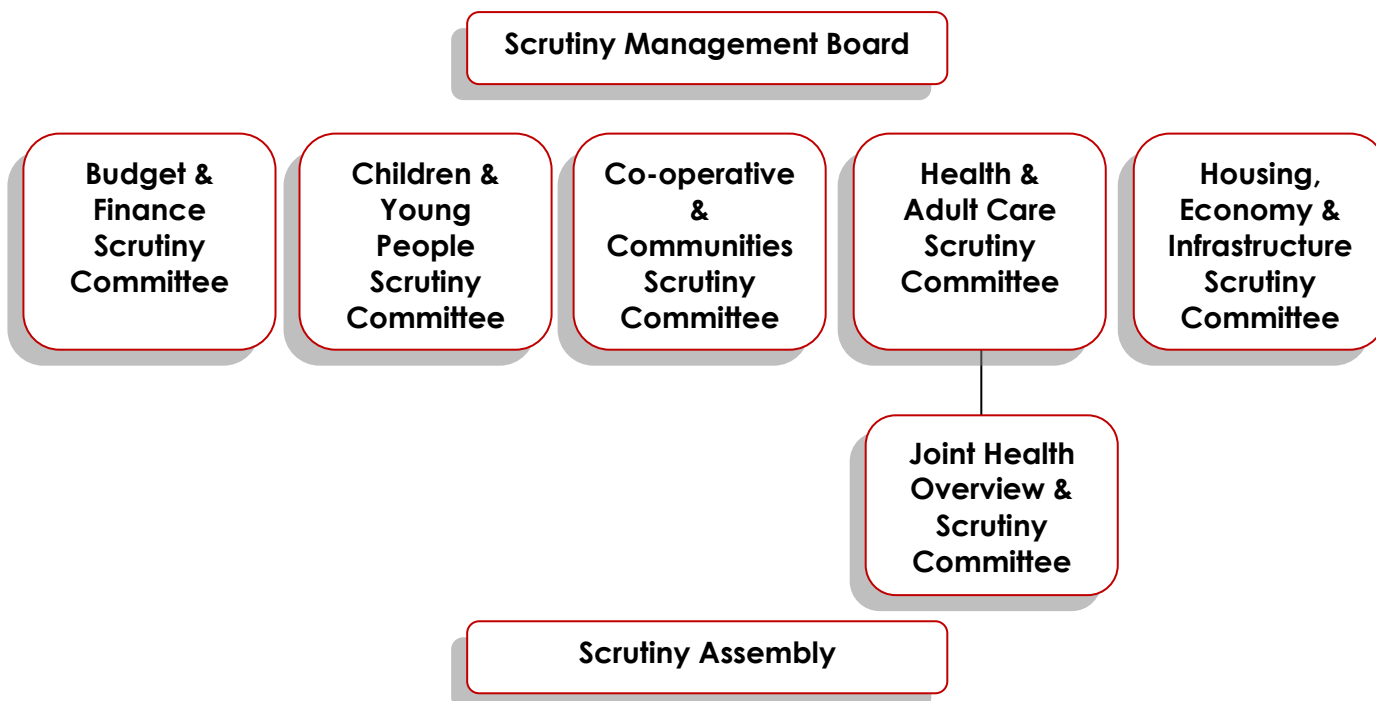 Scrutiny Management Board
Budget &
Finance
Scrutiny
Committee
Children &
Young
People
Scrutiny
Committee
Co-operative
&
Communities
Scrutiny
Committee
Health &
Adult Care
Scrutiny
Committee
Housing,
Economy &
Infrastructure
Scrutiny
Committee
Joint Health
Overview &
Scrutiny
Committee
Scrutiny Assembly